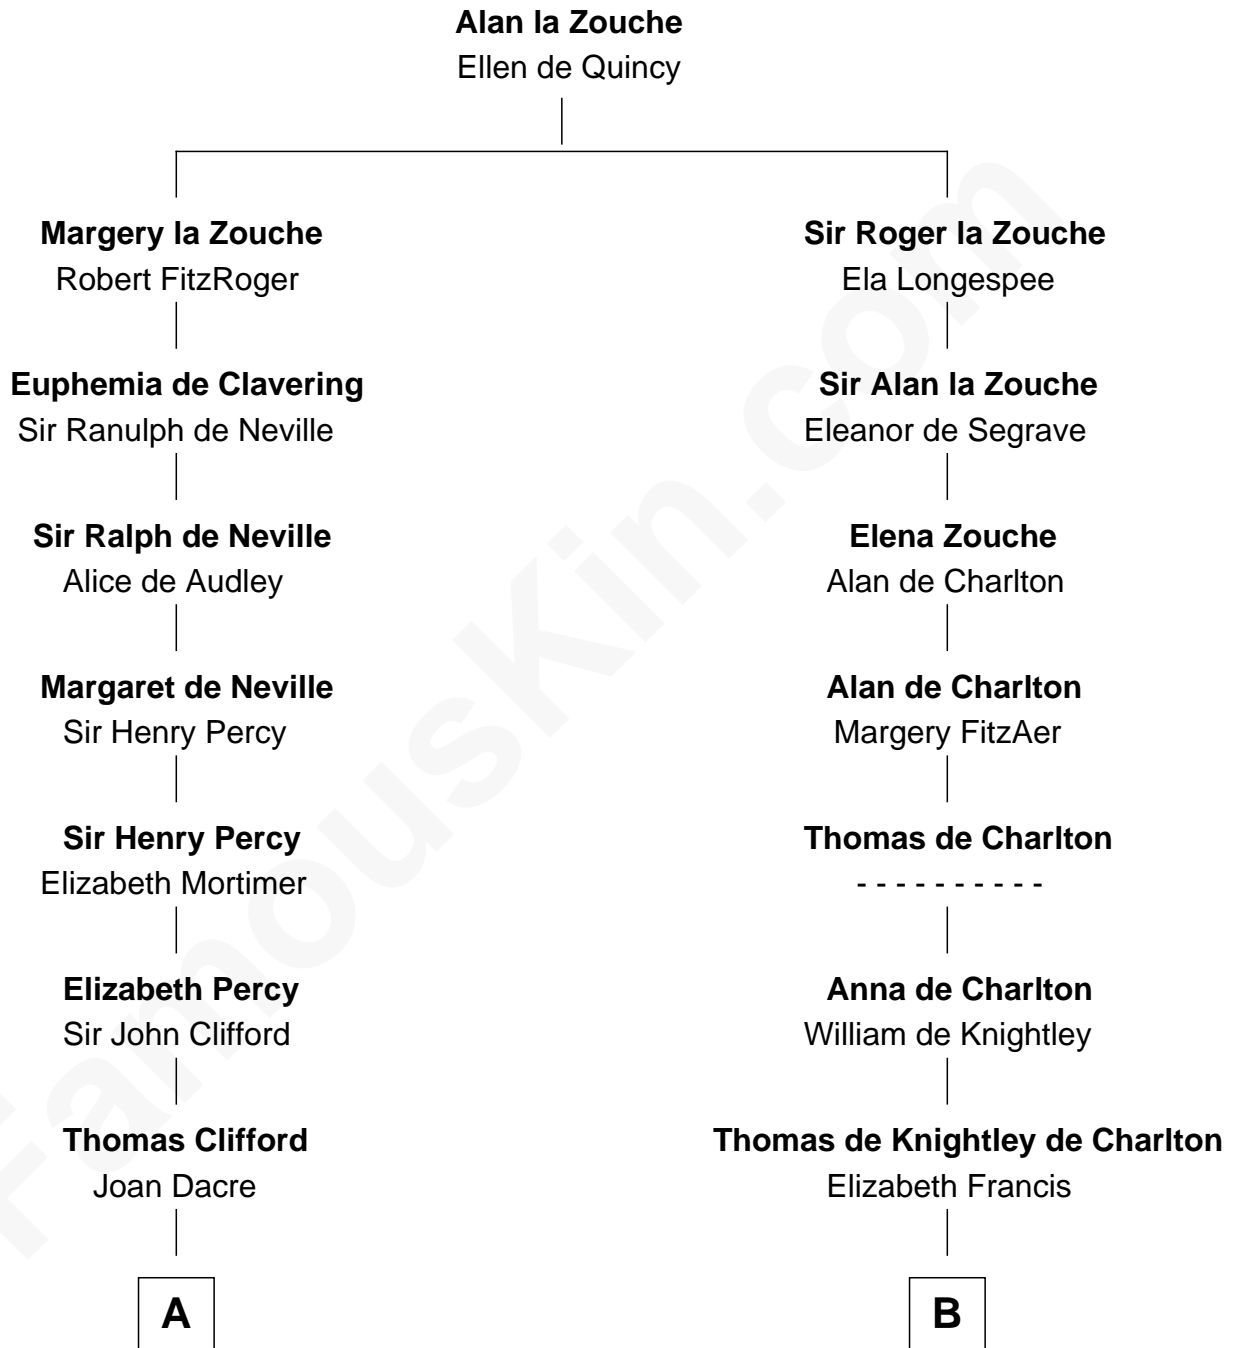 Alan la Zouche
Ellen de Quincy
Margery la Zouche
Robert FitzRoger
Sir Roger la Zouche
Ela Longespee
Euphemia de Clavering
Sir Ranulph de Neville
Sir Alan la Zouche
Eleanor de Segrave
Sir Ralph de Neville
Alice de Audley
Elena Zouche
Alan de Charlton
Margaret de Neville
Sir Henry Percy
Alan de Charlton
Margery FitzAer
Sir Henry Percy
Elizabeth Mortimer
Thomas de Charlton
- - - - - - - - - -
Elizabeth Percy
Sir John Clifford
Anna de Charlton
William de Knightley
Thomas Clifford
Joan Dacre
Thomas de Knightley de Charlton
Elizabeth Francis
A
B
FamousKin.com